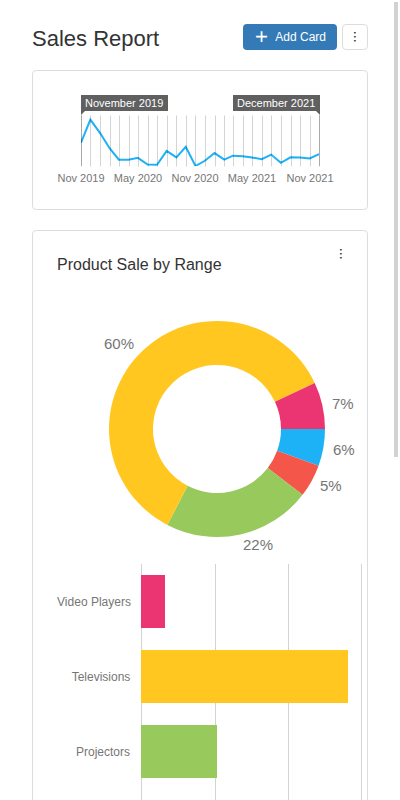 Sales Report
Add Card
November 2019
December 2021
Nov 2019
May 2020
Nov 2020
May 2021
Nov 2021
Product Sale by Range
60%
7%
6%
5%
22%
Video Players
Televisions
Projectors